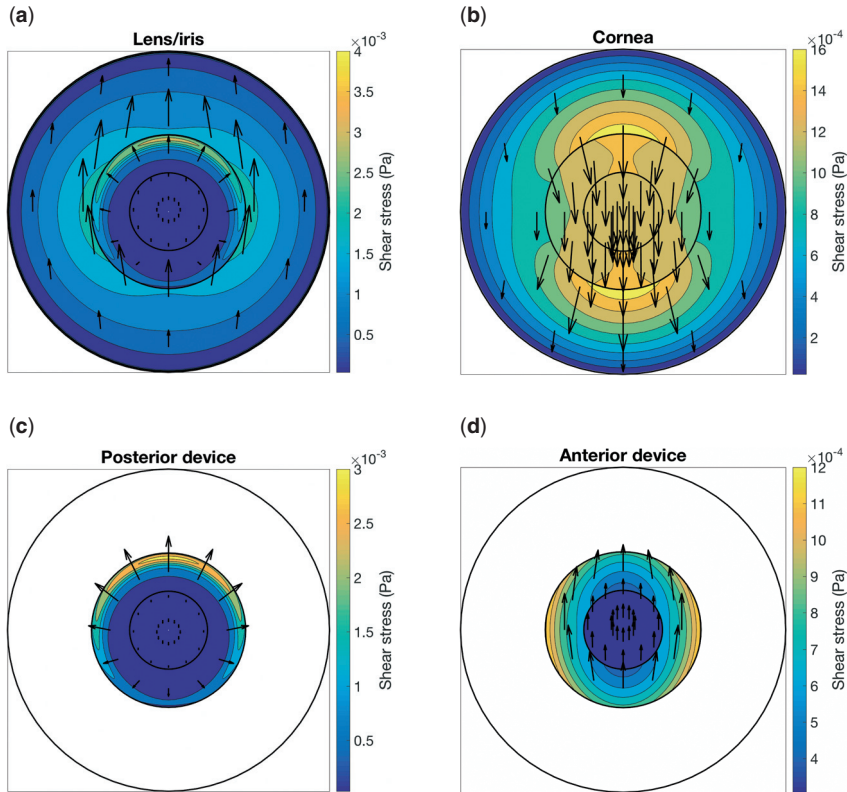 (a)
Lens/iris
×10⁻³
4
3.5
3
2.5
2
1.5
1
0.5
Shear stress (Pa)
(b)
Cornea
×10⁻⁴
16
14
12
10
8
6
4
2
Shear stress (Pa)
(c)
Posterior device
×10⁻³
3
2.5
2
1.5
1
0.5
Shear stress (Pa)
(d)
Anterior device
×10⁻⁴
12
11
10
9
8
7
6
5
4
Shear stress (Pa)